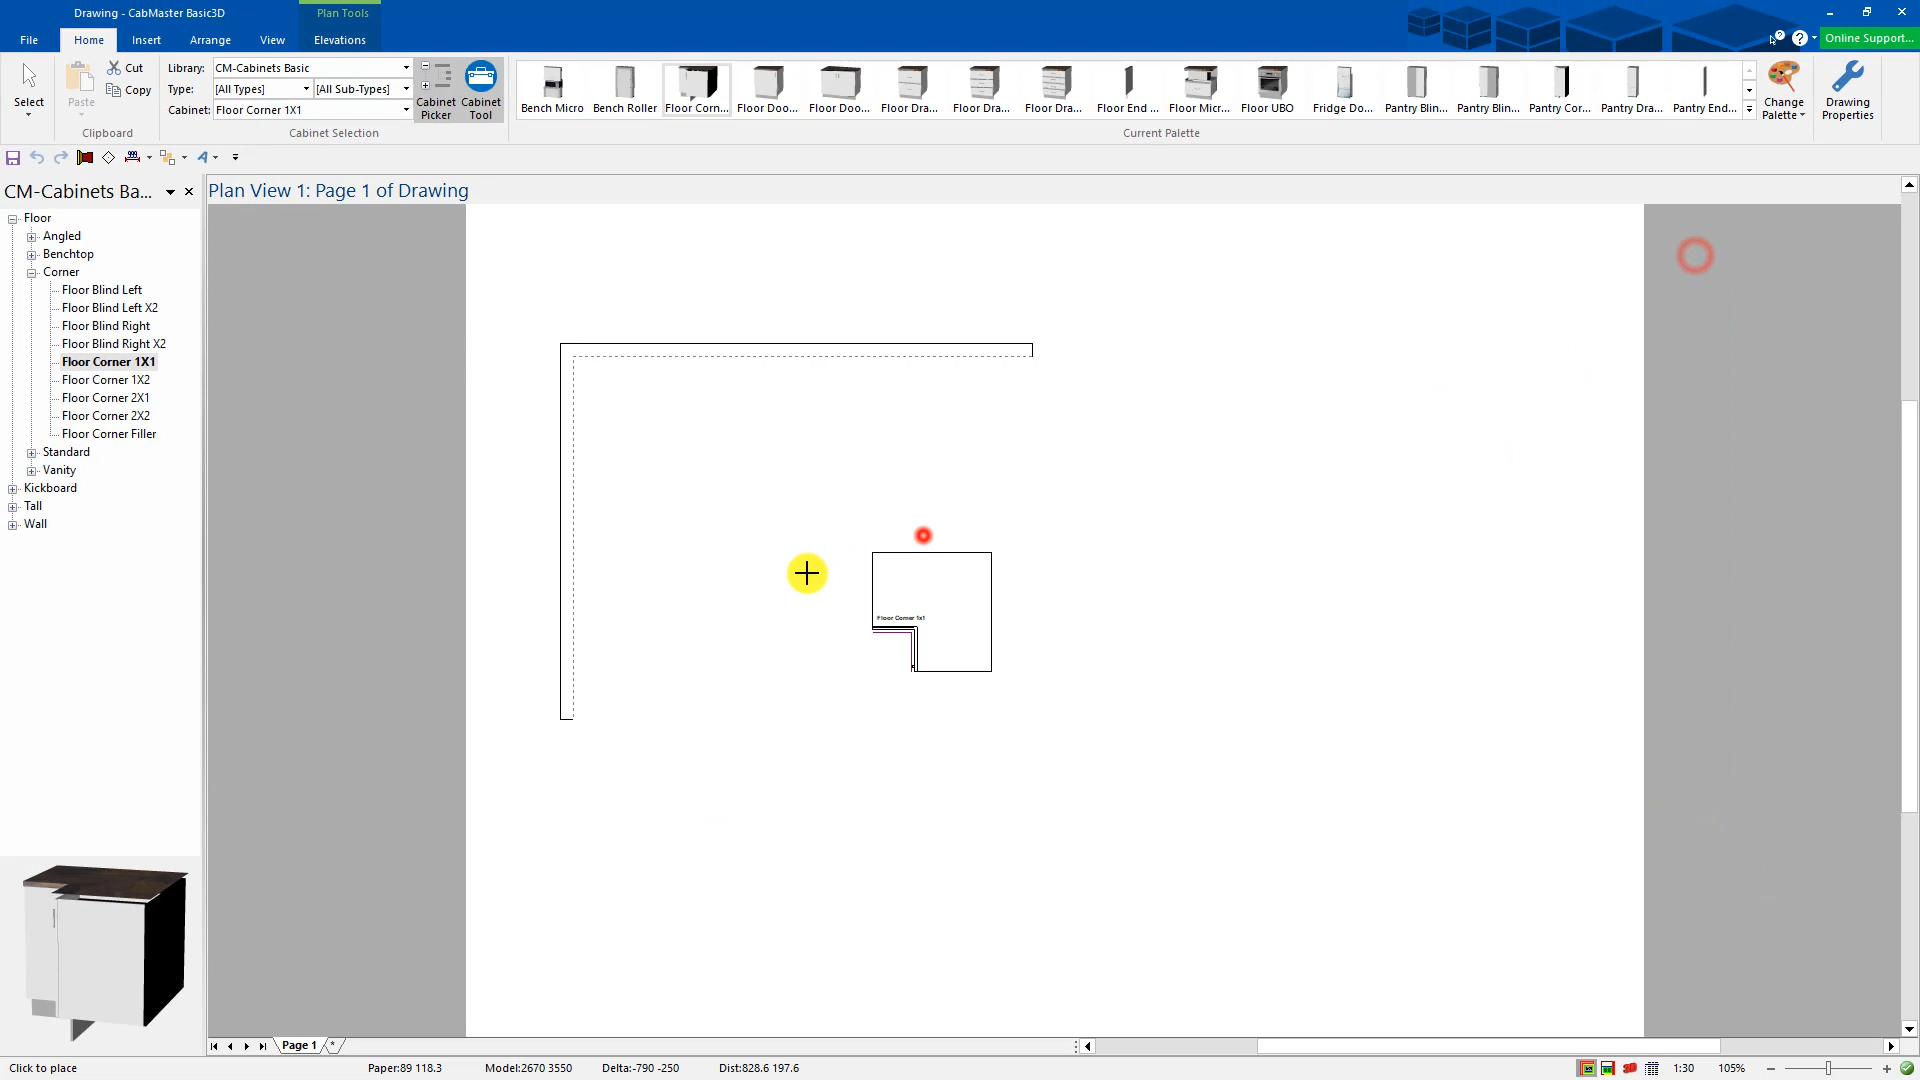 Drawing - CabMaster Basic3D
Plan Tools
File
Home
Insert
Arrange
View
Elevations
Online Support...
Select
Paste
Cut
Copy
Clipboard
Library:
CM-Cabinets Basic
Type:
[All Types]
[All Sub-Types]
Cabinet:
Floor Corner 1X1
Cabinet Selection
Cabinet Picker
Cabinet Tool
Bench Micro
Bench Roller
Floor Corn...
Floor Doo...
Floor Doo...
Floor Dra...
Floor Dra...
Floor Dra...
Floor End ...
Floor Micr...
Floor UBO
Fridge Do...
Pantry Blin...
Pantry Blin...
Pantry Cor...
Pantry Dra...
Pantry End...
Current Palette
Change Palette
Drawing Properties
CM-Cabinets Ba...
Plan View 1: Page 1 of Drawing
Floor
Angled
Benchtop
Corner
Floor Blind Left
Floor Blind Left X2
Floor Blind Right
Floor Blind Right X2
Floor Corner 1X1
Floor Corner 1X2
Floor Corner 2X1
Floor Corner 2X2
Floor Corner Filler
Standard
Vanity
Kickboard
Tall
Wall
Floor Corner 1x1
Page 1
*
Click to place
Paper:89 118.3
Model:2670 3550
Delta:-790 -250
Dist:828.6 197.6
1:30
105%